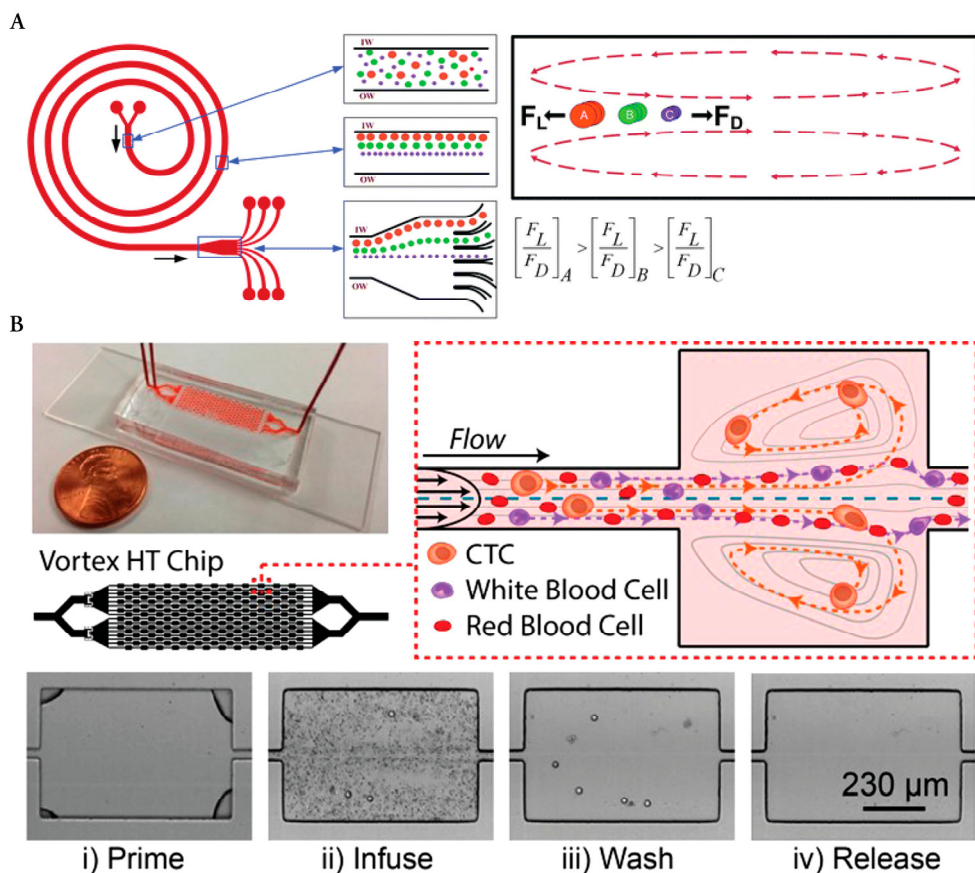 A
IW
OW
IW
OW
IW
OW
F_L
A
B
C
F_D
[F_L/F_D]_A > [F_L/F_D]_B > [F_L/F_D]_C
B
Flow
Vortex HT Chip
CTC
White Blood Cell
Red Blood Cell
230 µm
i) Prime
ii) Infuse
iii) Wash
iv) Release